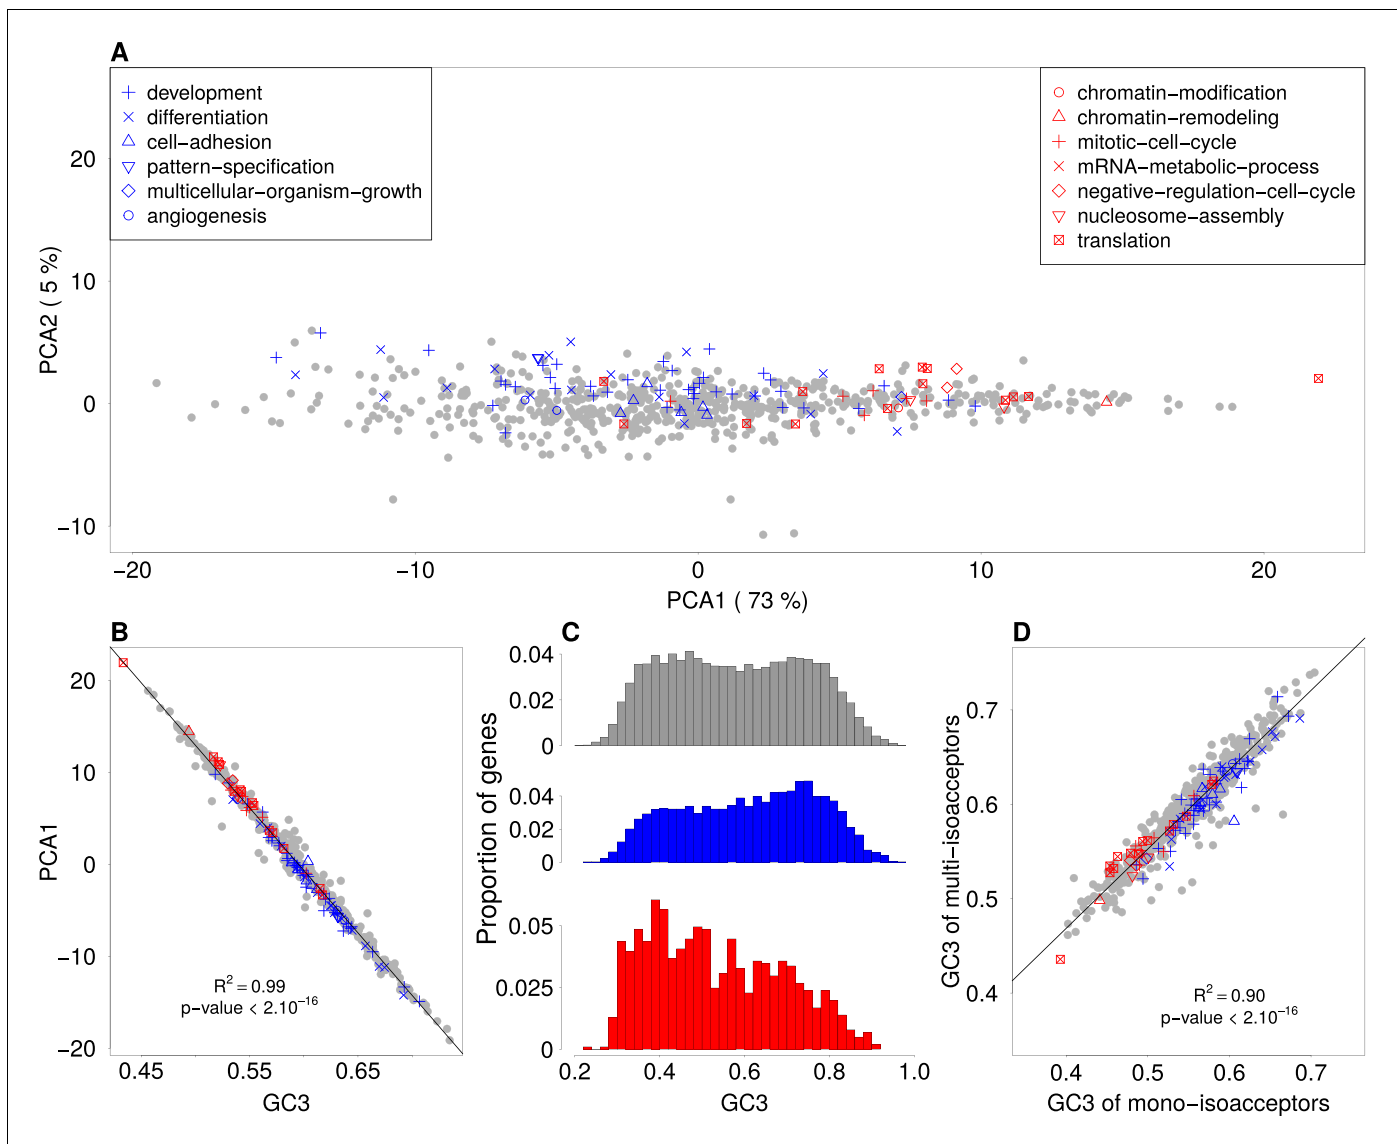 A
development
differentiation
cell−adhesion
pattern−specification
multicellular−organism−growth
angiogenesis
chromatin−modification
chromatin−remodeling
mitotic−cell−cycle
mRNA−metabolic−process
negative−regulation−cell−cycle
nucleosome−assembly
translation
PCA2 ( 5 %)
20
10
0
−10
−20
−10
0
10
20
PCA1 ( 73 %)
B
PCA1
20
10
0
−10
−20
R² = 0.99
p−value < 2.10⁻¹⁶
0.45
0.55
0.65
GC3
C
Proportion of genes
0.04
0.02
0
0.04
0.02
0
0.05
0.025
0
0.2
0.4
0.6
0.8
1.0
GC3
D
GC3 of multi−isoacceptors
0.7
0.6
0.5
0.4
R² = 0.90
p−value < 2.10⁻¹⁶
0.4
0.5
0.6
0.7
GC3 of mono−isoacceptors